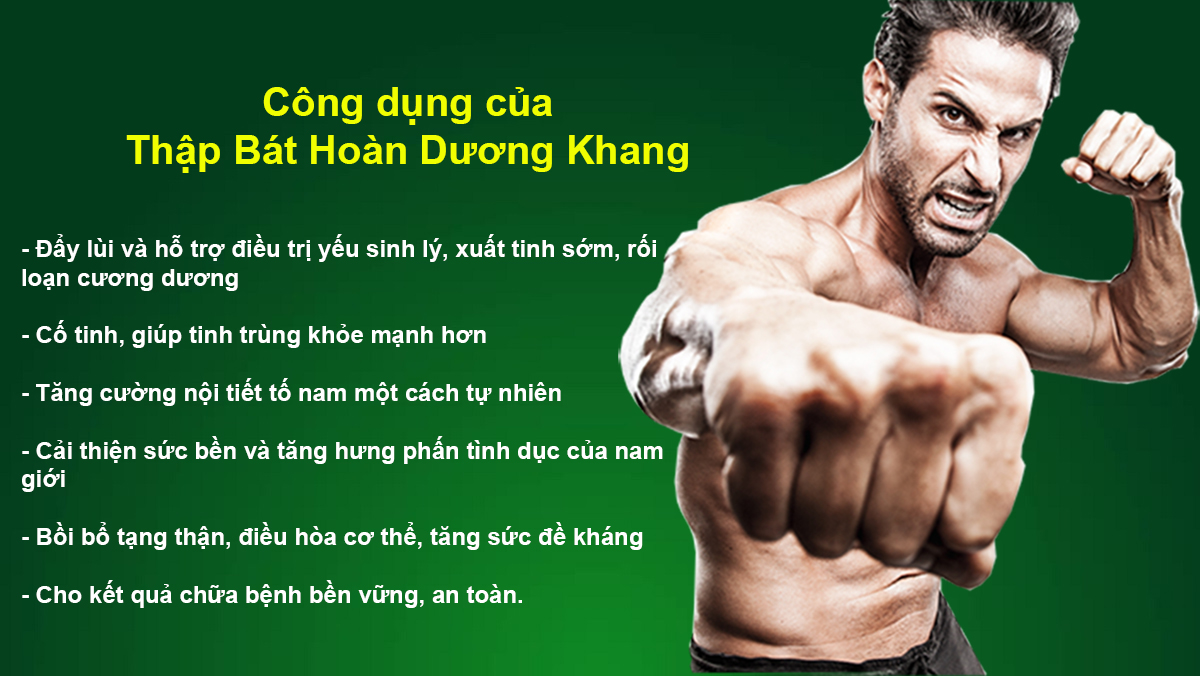 Công dụng của
Thập Bát Hoàn Dương Khang
- Đẩy lùi và hỗ trợ điều trị yếu sinh lý, xuất tinh sớm, rối
loạn cương dương
- Cố tinh, giúp tinh trùng khỏe mạnh hơn
- Tăng cường nội tiết tố nam một cách tự nhiên
- Cải thiện sức bền và tăng hưng phấn tình dục của nam
giới
- Bồi bổ tạng thận, điều hòa cơ thể, tăng sức đề kháng
- Cho kết quả chữa bệnh bền vững, an toàn.